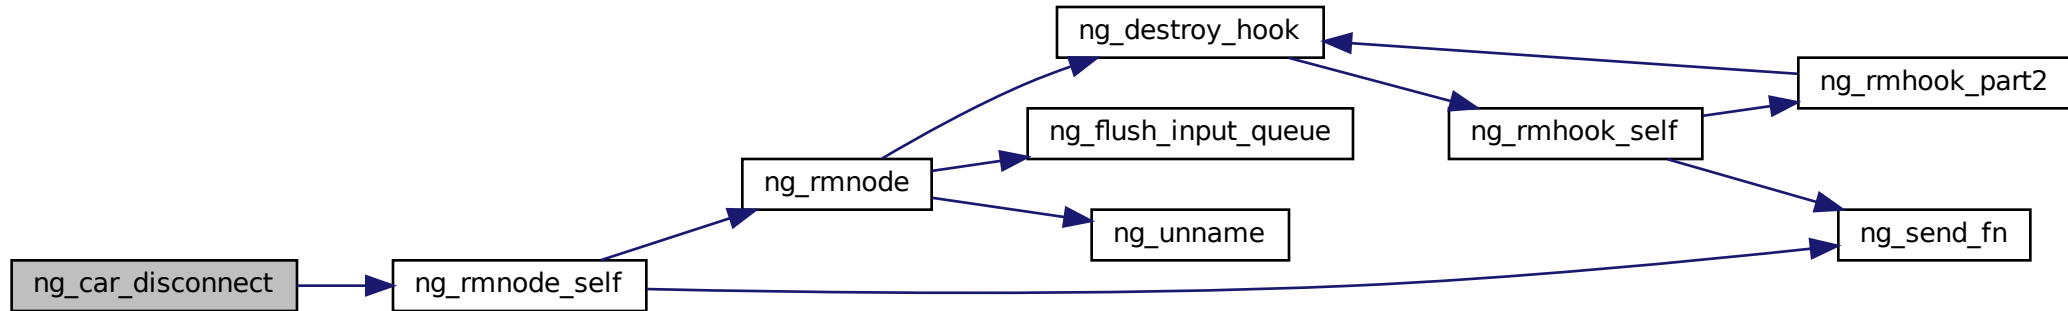 ng_destroy_hook
ng_rmhook_part2
ng_flush_input_queue
ng_rmhook_self
ng_rmnode
ng_unname
ng_send_fn
ng_car_disconnect
ng_rmnode_self